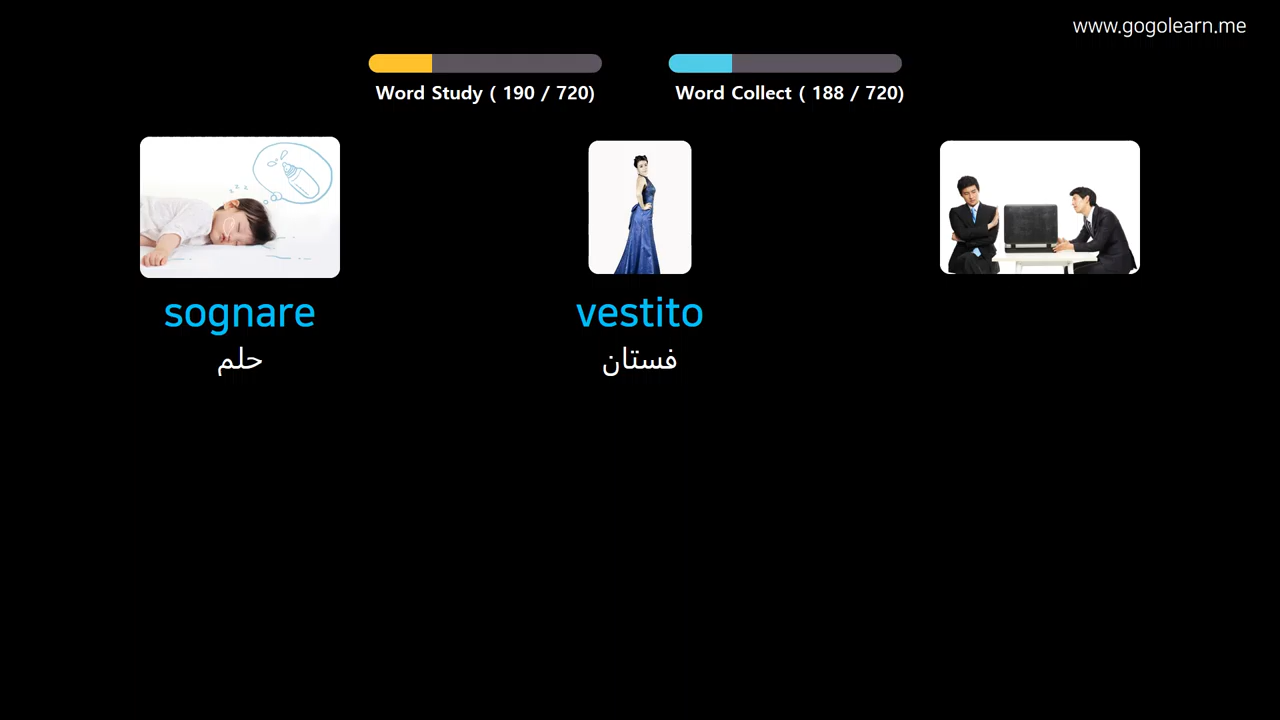 www.gogolearn.me
Word Study ( 190 / 720)
Word Collect ( 188 / 720)
sognare
حلم
vestito
فستان